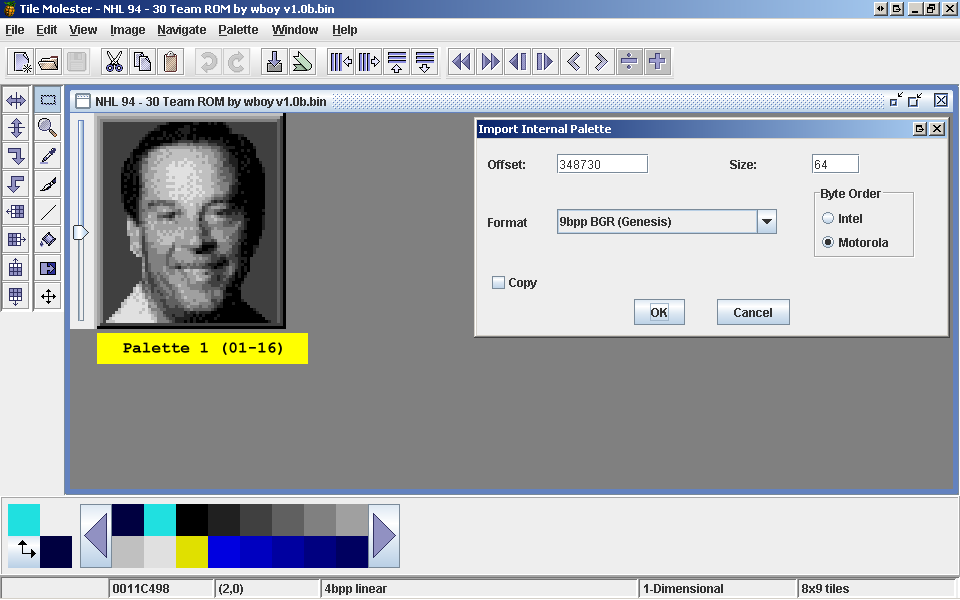 Tile Molester - NHL 94 - 30 Team ROM by wboy v1.0b.bin
File Edit View Image Navigate Palette Window Help
NHL 94 - 30 Team ROM by wboy v1.0b.bin
Import Internal Palette
Offset: 348730 Size: 64
Byte Order
Format 9bpp BGR (Genesis)
Intel
Motorola
Copy
OK Cancel
Palette 1 (01-16)
0011C498 (2,0) 4bpp linear 1-Dimensional 8x9 tiles